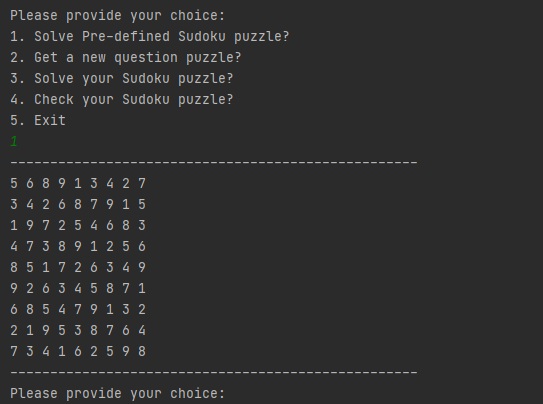 Please provide your choice:
1. Solve Pre-defined Sudoku puzzle?
2. Get a new question puzzle?
3. Solve your Sudoku puzzle?
4. Check your Sudoku puzzle?
5. Exit
1
---------------------------------------------------
5 6 8 9 1 3 4 2 7
3 4 2 6 8 7 9 1 5
1 9 7 2 5 4 6 8 3
4 7 3 8 9 1 2 5 6
8 5 1 7 2 6 3 4 9
9 2 6 3 4 5 8 7 1
6 8 5 4 7 9 1 3 2
2 1 9 5 3 8 7 6 4
7 3 4 1 6 2 5 9 8
---------------------------------------------------
Please provide your choice: